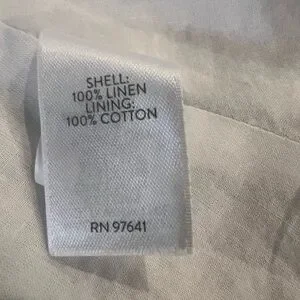 SHELL:
100% LINEN
LINING:
100% COTTON
RN 97641